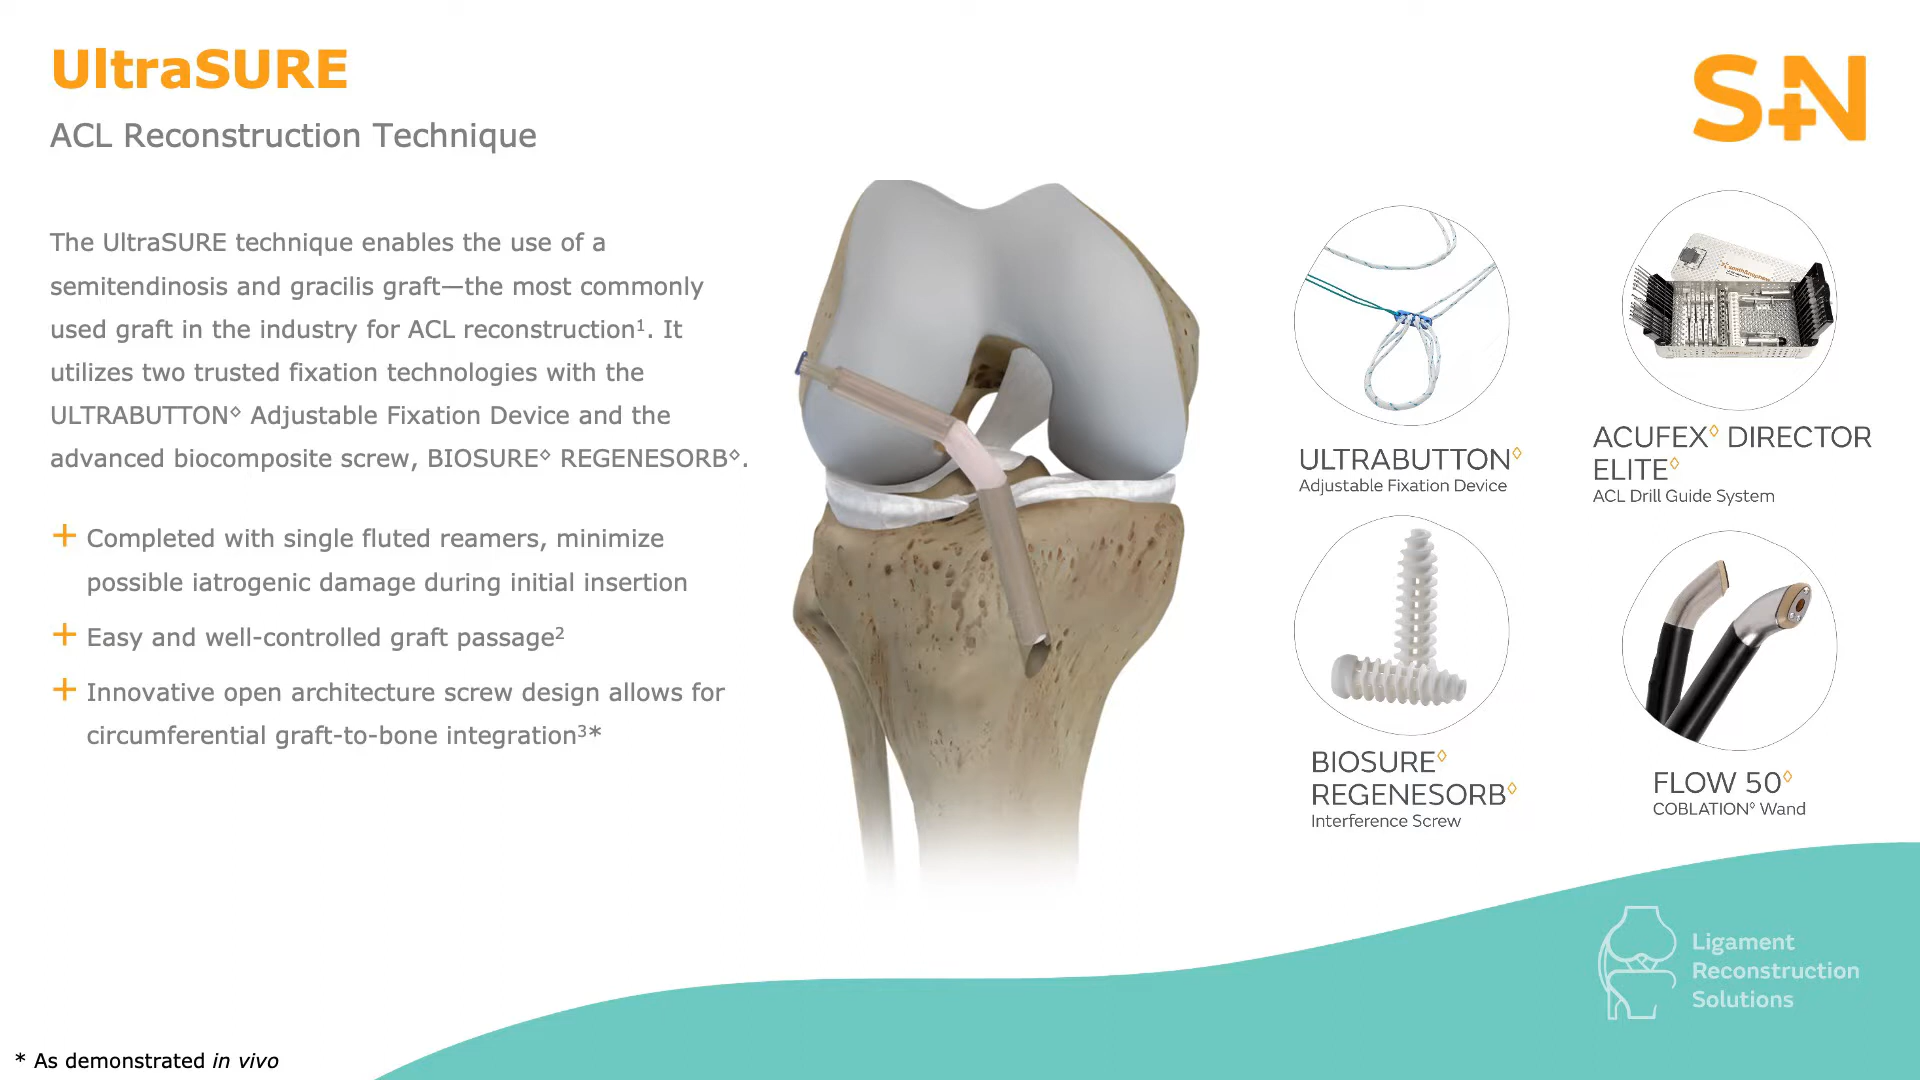 UltraSURE
ACL Reconstruction Technique
S+N
The UltraSURE technique enables the use of a
semitendinosis and gracilis graft—the most commonly
used graft in the industry for ACL reconstruction¹. It
utilizes two trusted fixation technologies with the
ULTRABUTTON◊ Adjustable Fixation Device and the
advanced biocomposite screw, BIOSURE◊ REGENESORB◊.
+ Completed with single fluted reamers, minimize
possible iatrogenic damage during initial insertion
+ Easy and well-controlled graft passage²
+ Innovative open architecture screw design allows for
circumferential graft-to-bone integration³*
ULTRABUTTON◊
Adjustable Fixation Device
ACUFEX◊ DIRECTOR
ELITE◊
ACL Drill Guide System
BIOSURE◊
REGENESORB◊
Interference Screw
FLOW 50◊
COBLATION◊ Wand
Ligament
Reconstruction
Solutions
* As demonstrated in vivo